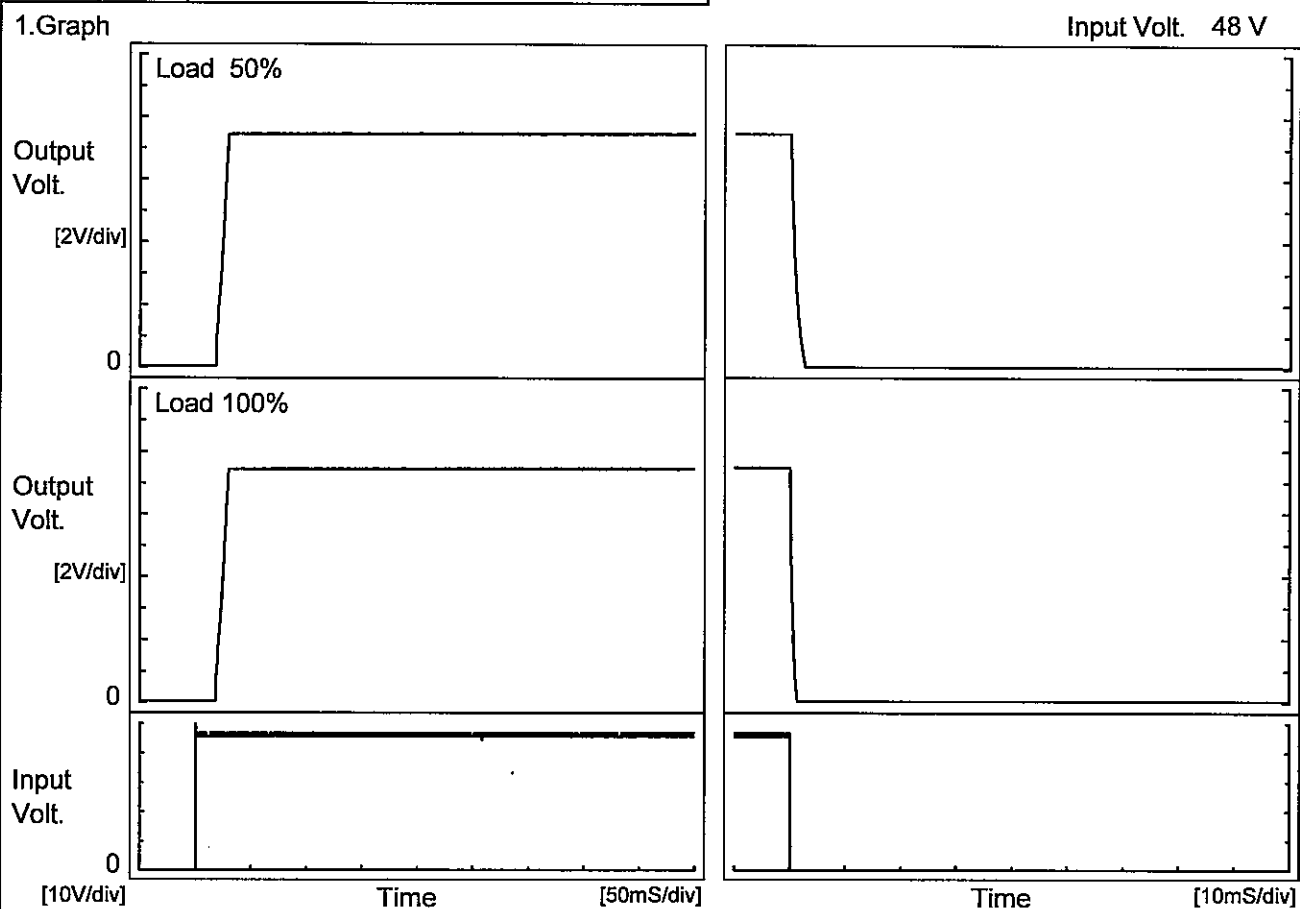 1.Graph
Input Volt. 48 V
Load 50%
Output
Volt.
[2V/div]
0
Load 100%
Output
Volt.
[2V/div]
0
Input
Volt.
0
[10V/div]
Time
[50mS/div]
Time
[10mS/div]